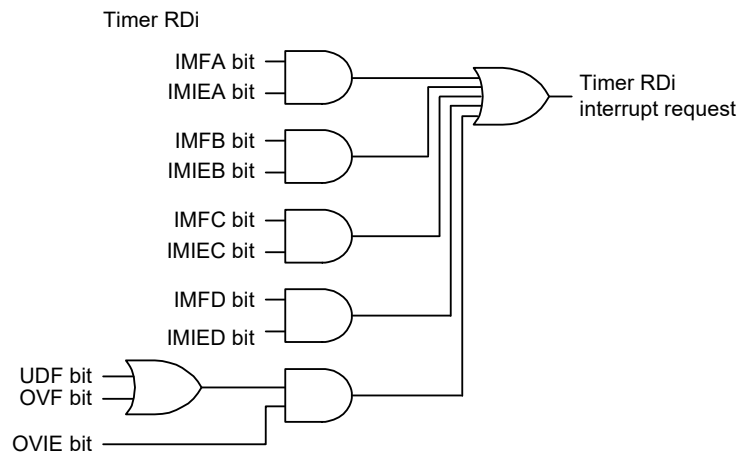 Timer RDi
IMFA bit
IMIEA bit
Timer RDi
interrupt request
IMFB bit
IMIEB bit
IMFC bit
IMIEC bit
IMFD bit
IMIED bit
UDF bit
OVF bit
OVIE bit